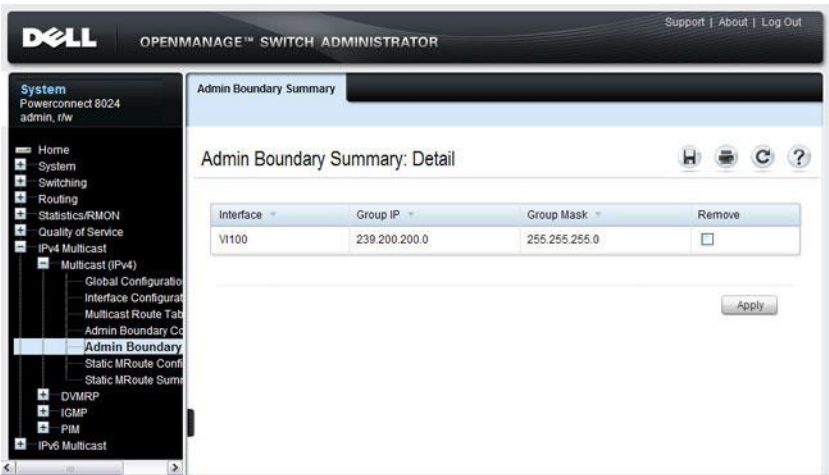 Support | About | Log Out
DELL
OPENMANAGE™ SWITCH ADMINISTRATOR
System
Powerconnect 8024
admin, r/w
Home
System
Switching
Routing
Statistics/RMON
Quality of Service
IPv4 Multicast
Multicast (IPv4)
Global Configuratio
Interface Configurat
Multicast Route Tab
Admin Boundary Co
Admin Boundary
Static MRoute Confi
Static MRoute Summ
DVMRP
IGMP
PIM
IPv6 Multicast
Admin Boundary Summary
Admin Boundary Summary: Detail
Interface Group IP Group Mask Remove
Vl100 239.200.200.0 255.255.255.0
Apply